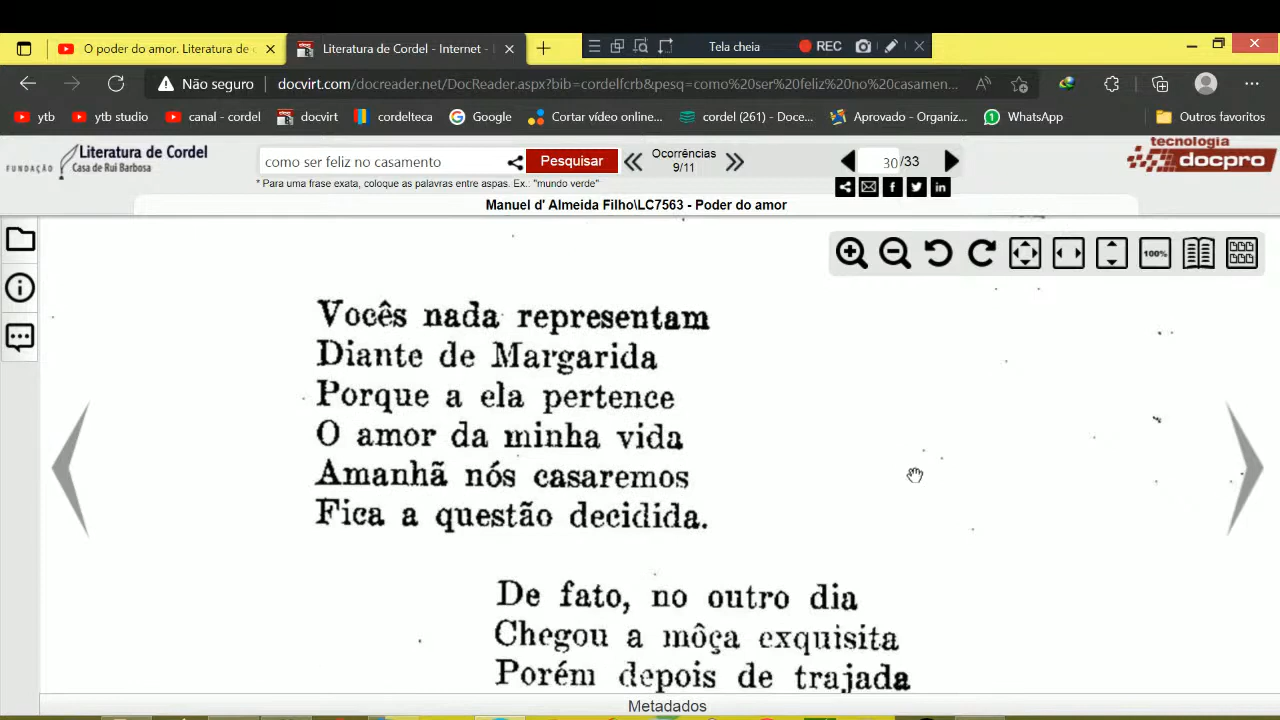 O poder do amor. Literatura de
Literatura de Cordel - Internet -
Tela cheia
REC
Não seguro
docvirt.com/docreader.net/DocReader.aspx?bib=cordelfcrb&pesq=como%20ser%20feliz%20no%20casamen...
ytb
ytb studio
canal - cordel
docvirt
cordelteca
Google
Cortar vídeo online...
cordel (261) - Doce...
Aprovado - Organiz...
WhatsApp
Outros favoritos
FUNDAÇÃO
Literatura de Cordel
Casa de Rui Barbosa
como ser feliz no casamento
Pesquisar
Ocorrências
9/11
30/33
tecnologia
docpro
* Para uma frase exata, coloque as palavras entre aspas. Ex.: "mundo verde"
Manuel d' Almeida Filho\LC7563 - Poder do amor
100%
Vocês nada representam
Diante de Margarida
Porque a ela pertence
O amor da minha vida
Amanhã nós casaremos
Fica a questão decidida.
De fato, no outro dia
Chegou a môça exquisita
Porém depois de trajada
Metadados